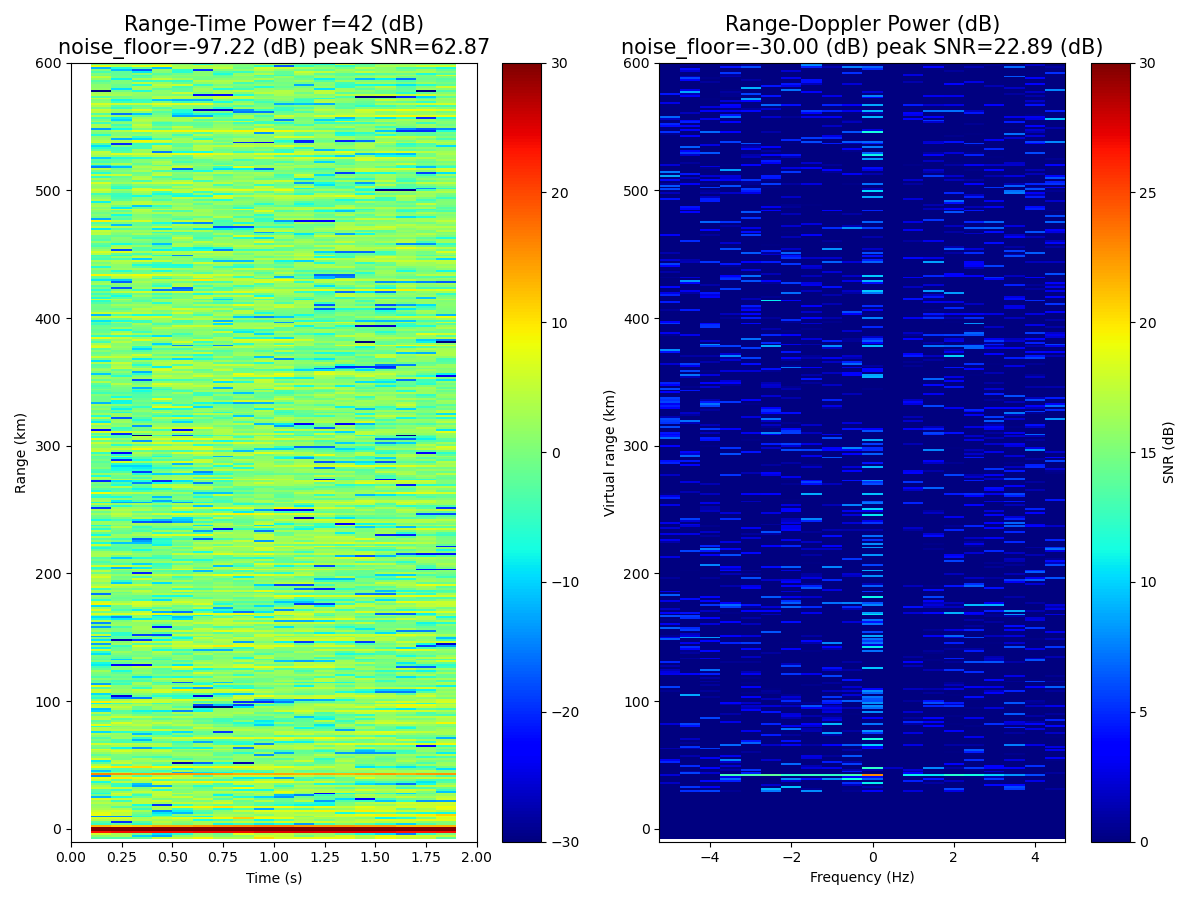 Range-Time Power f=42 (dB)
noise_floor=-97.22 (dB) peak SNR=62.87
600
500
400
300
200
100
0
Range (km)
0.00 0.25 0.50 0.75 1.00 1.25 1.50 1.75 2.00
Time (s)
30
20
10
0
−10
−20
−30
Range-Doppler Power (dB)
noise_floor=-30.00 (dB) peak SNR=22.89 (dB)
600
500
400
300
200
100
0
Virtual range (km)
−4 −2 0 2 4
Frequency (Hz)
30
25
20
15
10
5
0
SNR (dB)